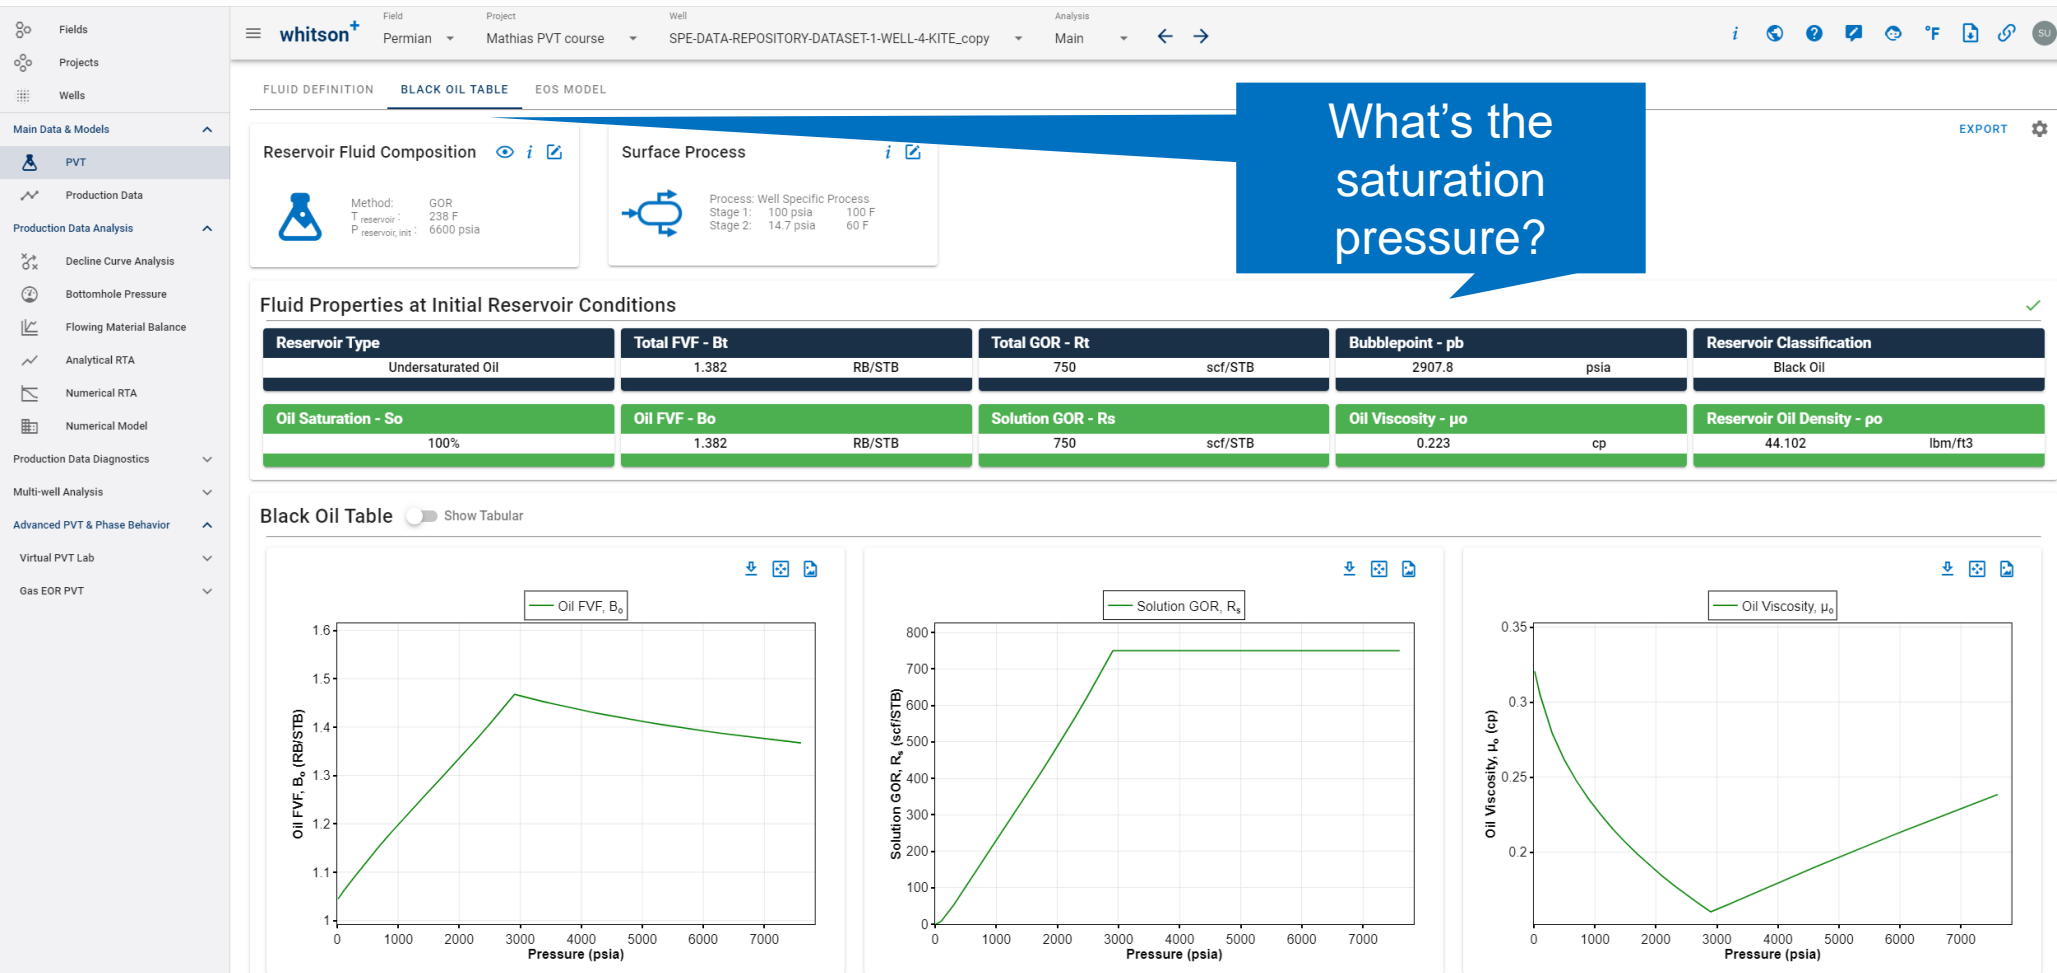 Fields
Projects
Wells
Main Data & Models
PVT
Production Data
Production Data Analysis
Decline Curve Analysis
Bottomhole Pressure
Flowing Material Balance
Analytical RTA
Numerical RTA
Numerical Model
Production Data Diagnostics
Multi-well Analysis
Advanced PVT & Phase Behavior
Virtual PVT Lab
Gas EOR PVT
whitson+
Field
Permian
Project
Mathias PVT course
Well
SPE-DATA-REPOSITORY-DATASET-1-WELL-4-KITE_copy
Analysis
Main
i
°F
SU
FLUID DEFINITION BLACK OIL TABLE EOS MODEL
EXPORT
What's the
saturation
pressure?
Reservoir Fluid Composition i
Method: GOR
T reservoir : 238 F
P reservoir, init : 6600 psia
Surface Process i
Process: Well Specific Process
Stage 1: 100 psia 100 F
Stage 2: 14.7 psia 60 F
Fluid Properties at Initial Reservoir Conditions
Reservoir Type
Undersaturated Oil
Total FVF - Bt
1.382 RB/STB
Total GOR - Rt
750 scf/STB
Bubblepoint - pb
2907.8 psia
Reservoir Classification
Black Oil
Oil Saturation - So
100%
Oil FVF - Bo
1.382 RB/STB
Solution GOR - Rs
750 scf/STB
Oil Viscosity - μo
0.223 cp
Reservoir Oil Density - ρo
44.102 lbm/ft3
Black Oil Table Show Tabular
Oil FVF, Bo
1.6
1.5
1.4
1.3
1.2
1.1
1
Oil FVF, Bo (RB/STB)
0 1000 2000 3000 4000 5000 6000 7000
Pressure (psia)
Solution GOR, Rs
800
700
600
500
400
300
200
100
0
Solution GOR, Rs (scf/STB)
0 1000 2000 3000 4000 5000 6000 7000
Pressure (psia)
Oil Viscosity, μo
0.35
0.3
0.25
0.2
Oil Viscosity, μo (cp)
0 1000 2000 3000 4000 5000 6000 7000
Pressure (psia)